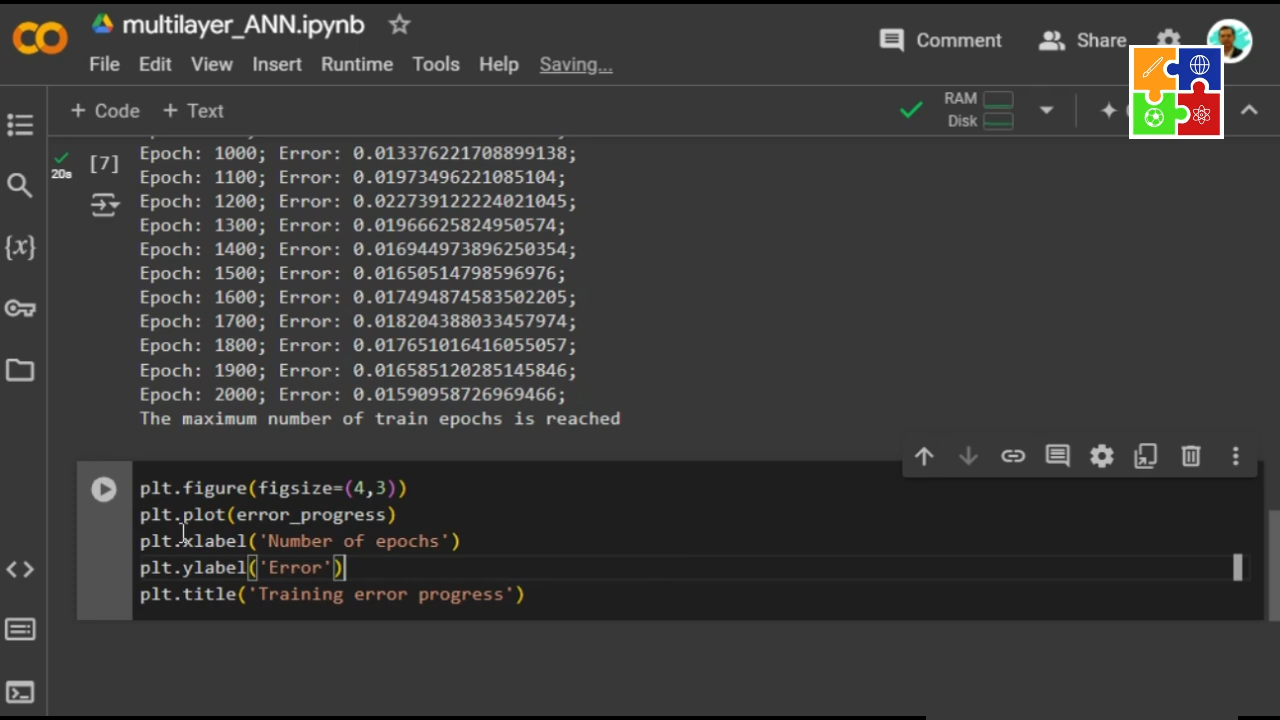 multilayer_ANN.ipynb
File Edit View Insert Runtime Tools Help Saving...
Comment Share
+ Code + Text
RAM
Disk
[7]
20s
Epoch: 1000; Error: 0.013376221708899138;
Epoch: 1100; Error: 0.01973496221085104;
Epoch: 1200; Error: 0.022739122224021045;
Epoch: 1300; Error: 0.01966625824950574;
Epoch: 1400; Error: 0.016944973896250354;
Epoch: 1500; Error: 0.01650514798596976;
Epoch: 1600; Error: 0.017494874583502205;
Epoch: 1700; Error: 0.018204388033457974;
Epoch: 1800; Error: 0.017651016416055057;
Epoch: 1900; Error: 0.016585120285145846;
Epoch: 2000; Error: 0.01590958726969466;
The maximum number of train epochs is reached
plt.figure(figsize=(4,3))
plt.plot(error_progress)
plt.xlabel('Number of epochs')
plt.ylabel('Error')
plt.title('Training error progress')